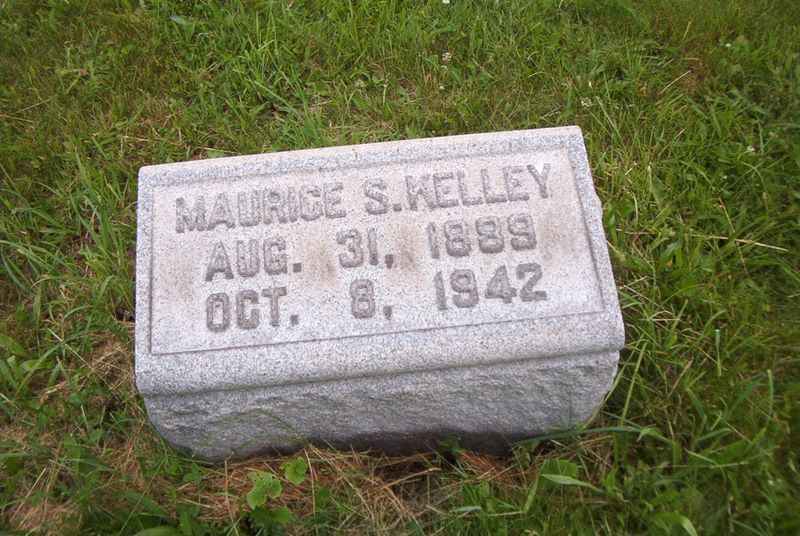 MAURICE S. KELLEY
AUG. 31, 1889
OCT. 8, 1942